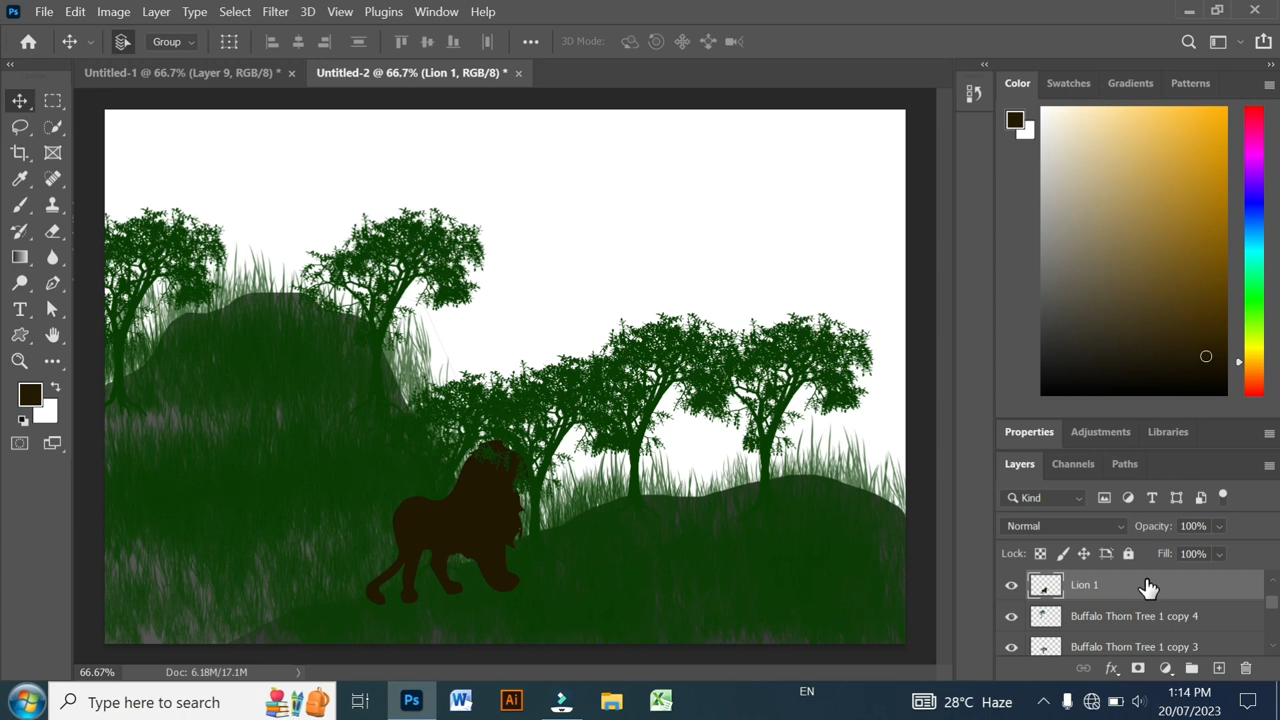 Ps File Edit Image Layer Type Select Filter 3D View Plugins Window Help
Group 3D Mode:
Untitled-1 @ 66.7% (Layer 9, RGB/8) * × Untitled-2 @ 66.7% (Lion 1, RGB/8) * ×
Color Swatches Gradients Patterns
Properties Adjustments Libraries
Layers Channels Paths
Kind
Normal Opacity: 100%
Lock: Fill: 100%
Lion 1
Buffalo Thorn Tree 1 copy 4
Buffalo Thorn Tree 1 copy 3
66.67% Doc: 6.18M/17.1M
Type here to search Ps W Ai X EN 28°C Haze 1:14 PM
20/07/2023